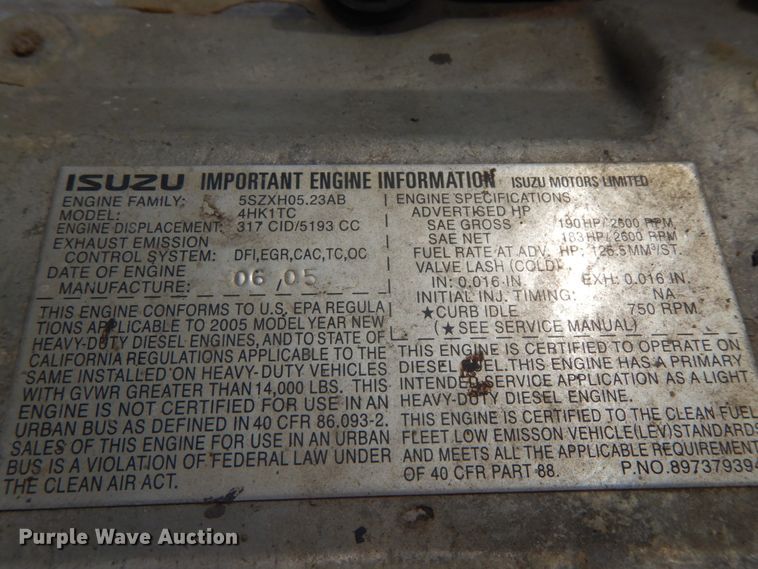 ISUZU IMPORTANT ENGINE INFORMATION ISUZU MOTORS LIMITED
ENGINE FAMILY: 5SZXH05.23AB
MODEL: 4HK1TC
ENGINE DISPLACEMENT: 317 CID/5193 CC
EXHAUST EMISSION
CONTROL SYSTEM: DFI,EGR,CAC,TC,OC
DATE OF ENGINE
MANUFACTURE: 06,05
THIS ENGINE CONFORMS TO U.S. EPA REGULA
TIONS APPLICABLE TO 2005 MODEL YEAR NEW
HEAVY-DUTY DIESEL ENGINES, AND TO STATE OF
CALIFORNIA REGULATIONS APPLICABLE TO THE
SAME INSTALLED ON HEAVY-DUTY VEHICLES
WITH GVWR GREATER THAN 14,000 LBS. THIS
ENGINE IS NOT CERTIFIED FOR USE IN AN
URBAN BUS AS DEFINED IN 40 CFR 86.093-2.
SALES OF THIS ENGINE FOR USE IN AN URBAN
BUS IS A VIOLATION OF FEDERAL LAW UNDER
THE CLEAN AIR ACT.
ENGINE SPECIFICATIONS
ADVERTISED HP
SAE GROSS 190 HP/2600 RPM
SAE NET 183 HP/2600 RPM
FUEL RATE AT ADV. HP: 125.5MM³/ST.
VALVE LASH (COLD)
IN: 0.016 IN EXH: 0.016 IN.
INITIAL INJ. TIMING: NA
★CURB IDLE 750 RPM.
(★SEE SERVICE MANUAL)
THIS ENGINE IS CERTIFIED TO OPERATE ON
DIESEL FUEL. THIS ENGINE HAS A PRIMARY
INTENDED SERVICE APPLICATION AS A LIGHT
HEAVY-DUTY DIESEL ENGINE.
THIS ENGINE IS CERTIFIED TO THE CLEAN FUEL
FLEET LOW EMISSON VEHICLE(LEV)STANDARDS
AND MEETS ALL THE APPLICABLE REQUIREMENT
OF 40 CFR PART 88. P.NO.897379394
Purple Wave Auction